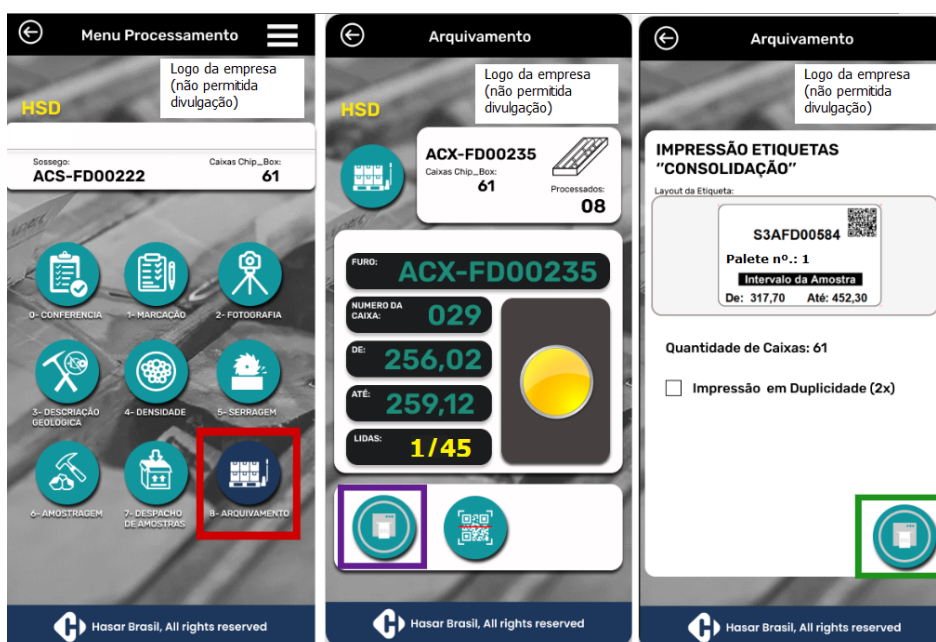 Menu Processamento
Logo da empresa
(não permitida
divulgação)
HSD
Sossego:
ACS-FD00222
Caixas Chip_Box:
61
0- CONFERENCIA
1- MARCAÇÃO
2- FOTOGRAFIA
3- DESCRIAÇÃO
GEOLOGICA
4- DENSIDADE
5- SERRAGEM
6- AMOSTRAGEM
7- DESPACHO
DE AMOSTRAS
8- ARQUIVAMENTO
Hasar Brasil, All rights reserved
Arquivamento
Logo da empresa
(não permitida
divulgação)
HSD
ACX-FD00235
Caixas Chip_Box:
61
Processados:
08
FURO:
ACX-FD00235
NUMERO DA
CAIXA:
029
DE:
256,02
ATÉ:
259,12
LIDAS:
1/45
Hasar Brasil, All rights reserved
Arquivamento
Logo da empresa
(não permitida
divulgação)
IMPRESSÃO ETIQUETAS
"CONSOLIDAÇÃO"
Layout da Etiqueta:
S3AFD00584
Palete nº.: 1
Intervalo da Amostra
De: 317,70 Até: 452,30
Quantidade de Caixas: 61
Impressão em Duplicidade (2x)
Hasar Brasil, All rights reserved